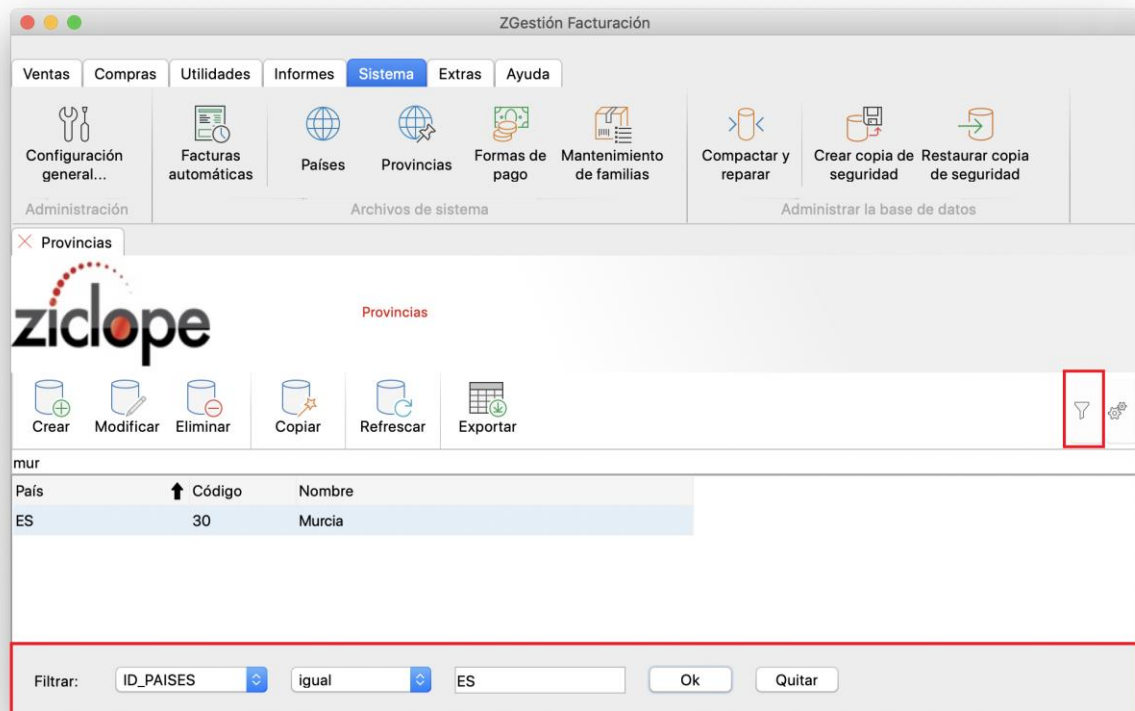 ZGestión Facturación
Ventas Compras Utilidades Informes Sistema Extras Ayuda
Configuración general...
Facturas automáticas
Países
Provincias
Formas de pago
Mantenimiento de familias
Compactar y reparar
Crear copia de seguridad
Restaurar copia de seguridad
Administración Archivos de sistema Administrar la base de datos
Provincias
ziclope
Provincias
Crear Modificar Eliminar Copiar Refrescar Exportar
mur
País Código Nombre
ES 30 Murcia
Filtrar: ID_PAISES igual ES Ok Quitar